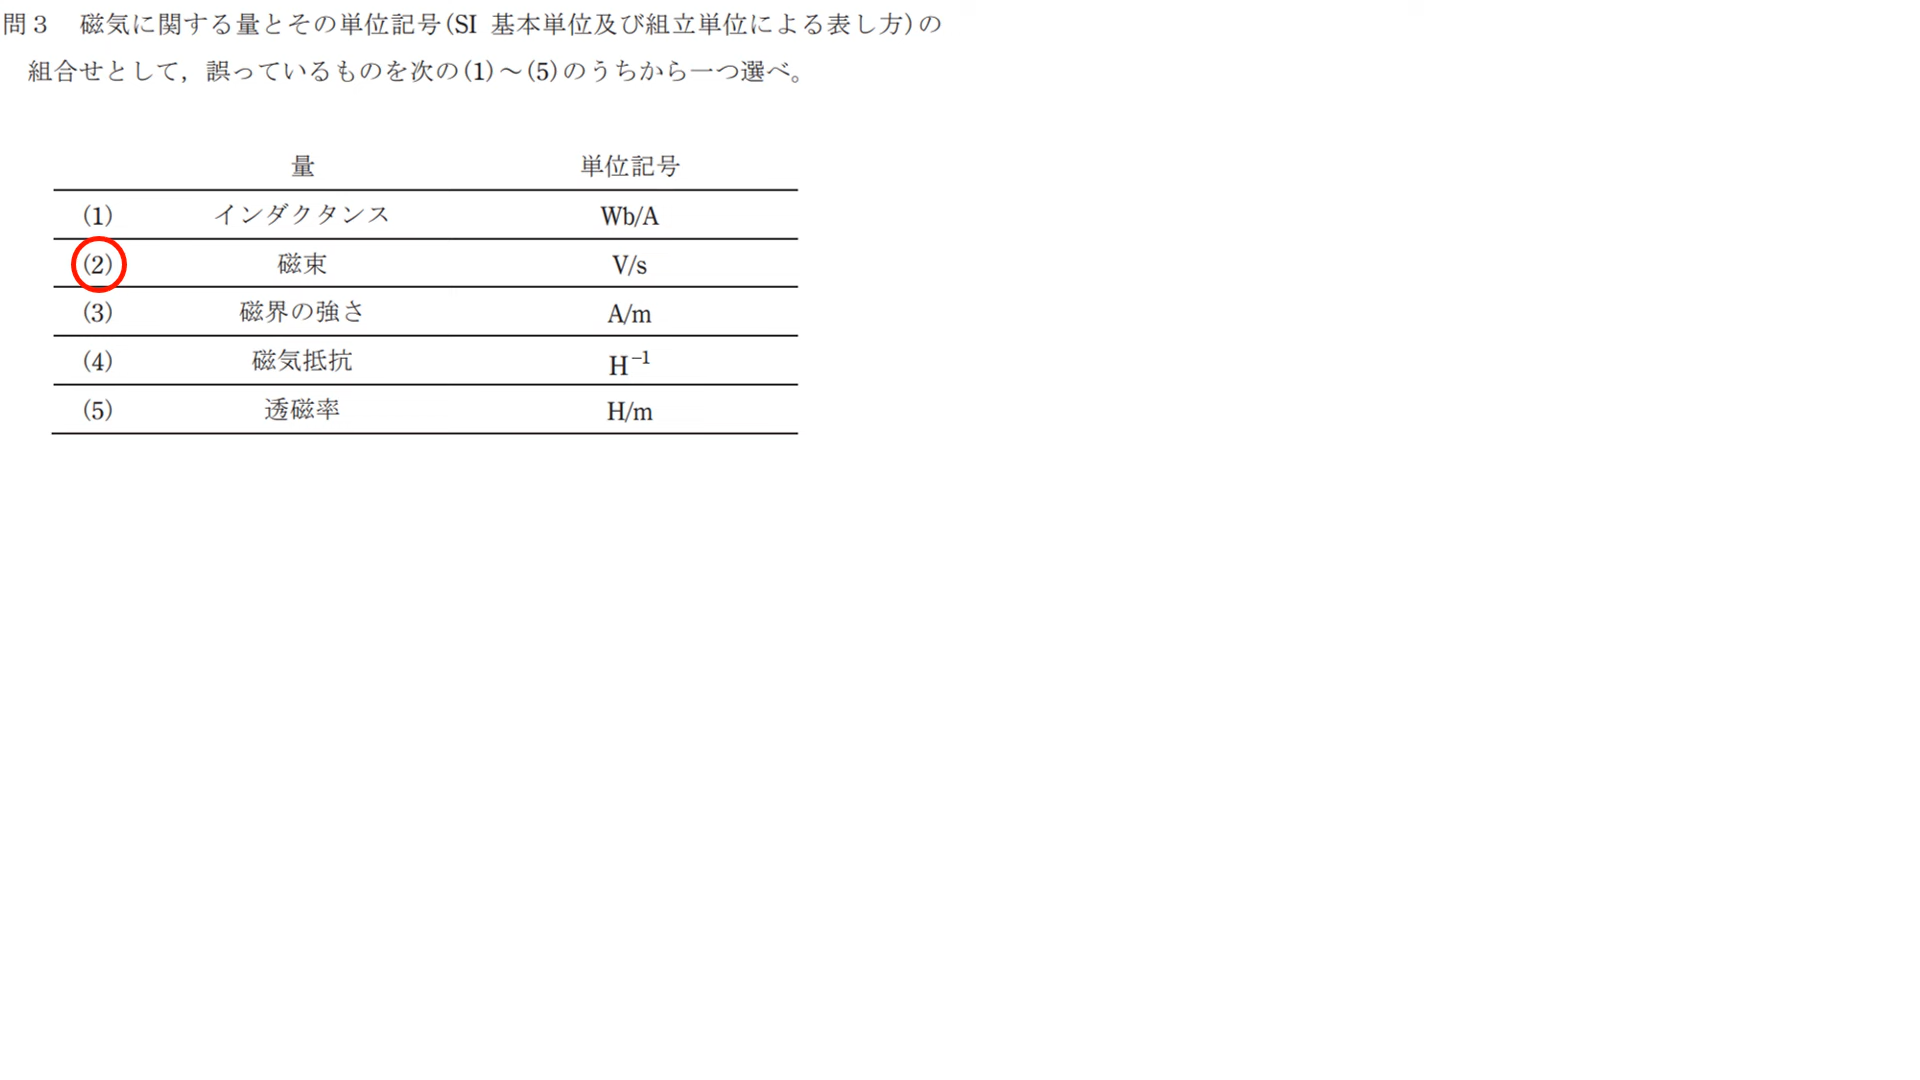 問３　磁気に関する量とその単位記号(SI 基本単位及び組立単位による表し方)の
組合せとして，誤っているものを次の(1)～(5)のうちから一つ選べ。
量　単位記号
(1)　インダクタンス　Wb/A
(2)　磁束　V/s
(3)　磁界の強さ　A/m
(4)　磁気抵抗　H⁻¹
(5)　透磁率　H/m